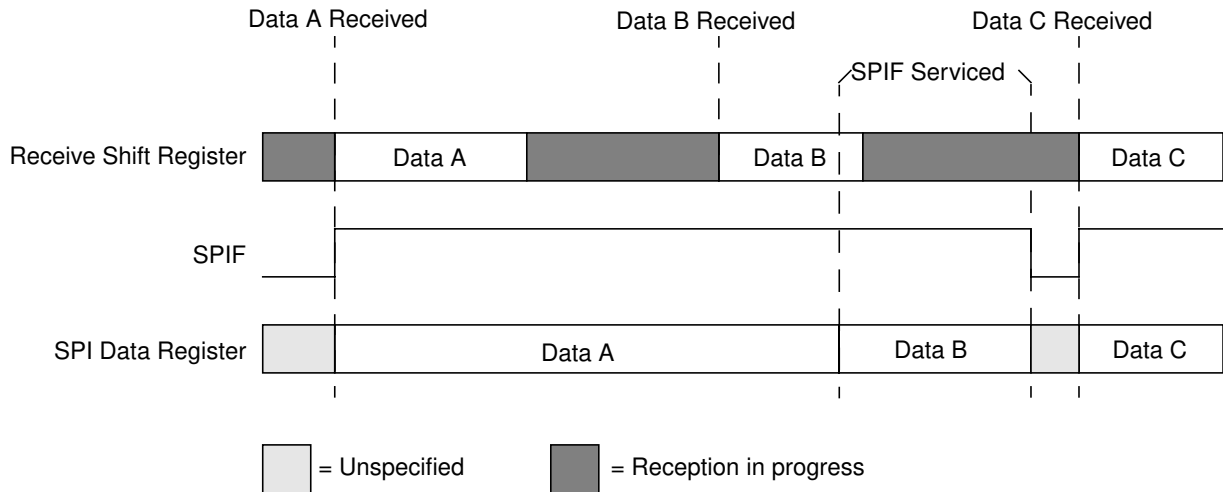 Data A Received
Data B Received
Data C Received
SPIF Serviced
Receive Shift Register
Data A
Data B
Data C
SPIF
SPI Data Register
Data A
Data B
Data C
= Unspecified
= Reception in progress